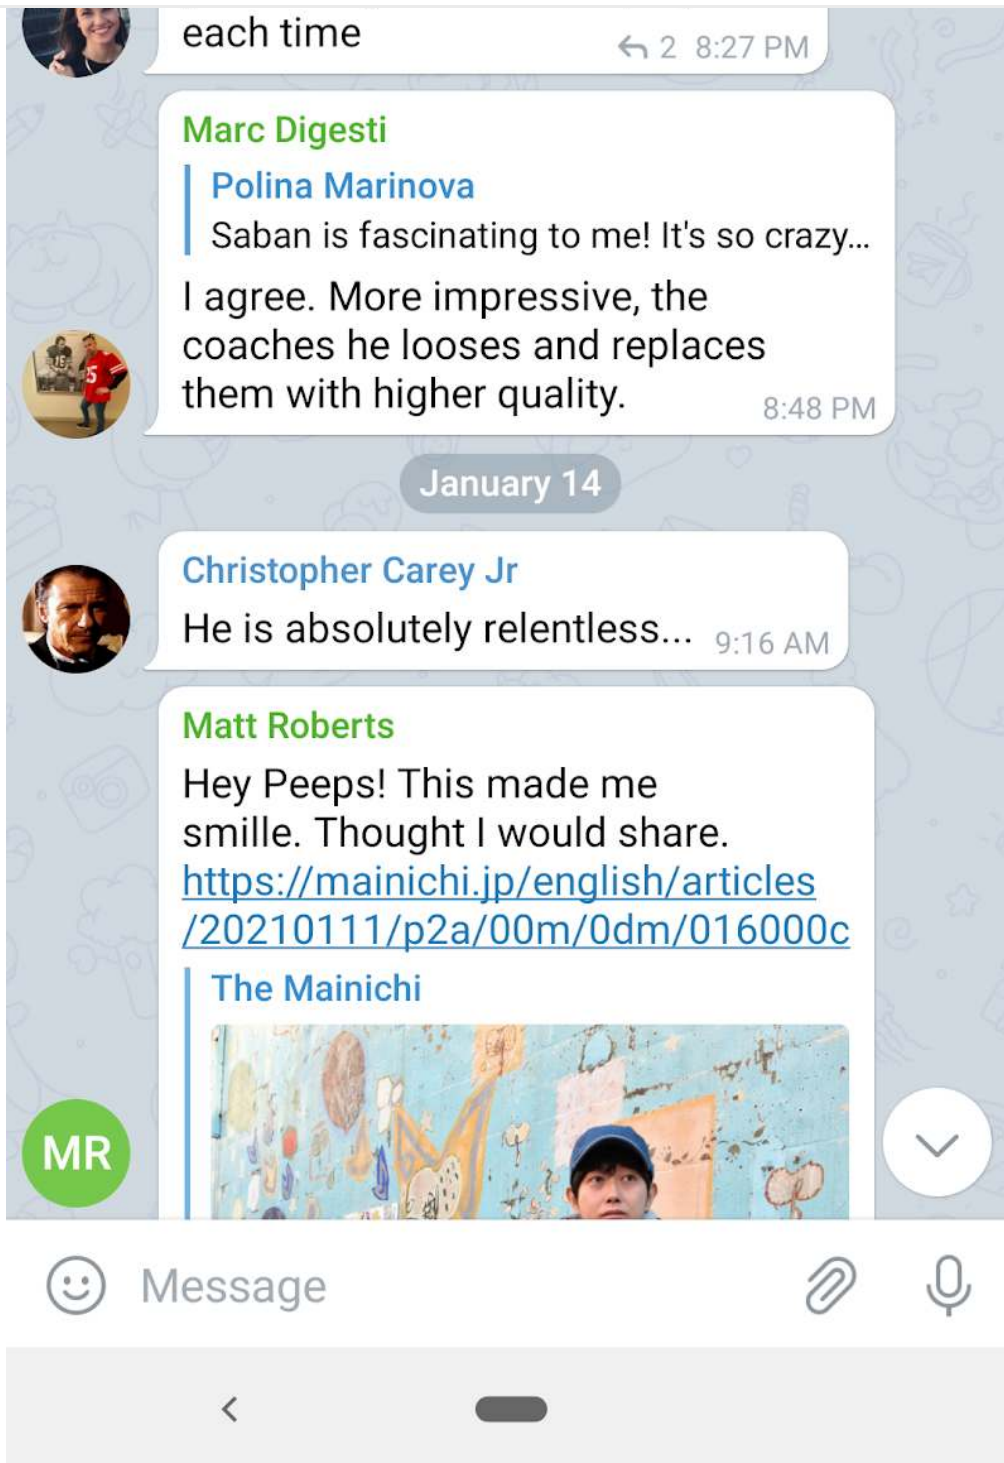 each time
2 8:27 PM
Marc Digesti
Polina Marinova
Saban is fascinating to me! It's so crazy...
I agree. More impressive, the
coaches he looses and replaces
them with higher quality.
8:48 PM
January 14
Christopher Carey Jr
He is absolutely relentless...
9:16 AM
Matt Roberts
Hey Peeps! This made me
smille. Thought I would share.
https://mainichi.jp/english/articles
/20210111/p2a/00m/0dm/016000c
The Mainichi
MR
Message